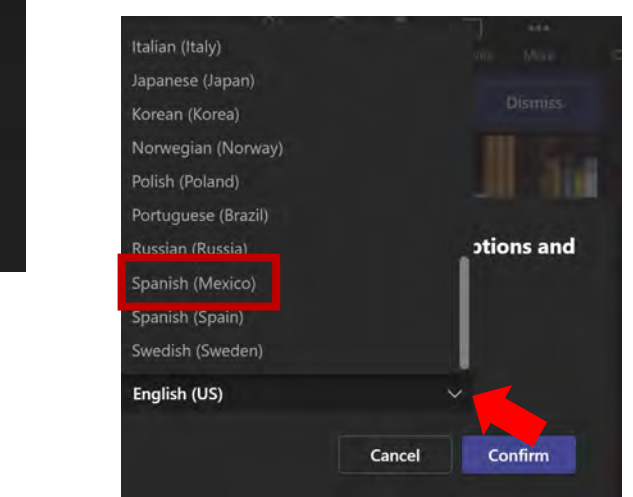 More
Italian (Italy)
Japanese (Japan)
Dismiss
Korean (Korea)
Norwegian (Norway)
Polish (Poland)
Portuguese (Brazil)
Russian (Russia)
and
Spanish (Mexico)
Spanish (Spain)
Swedish (Sweden)
English (US)
Cancel
Confirm